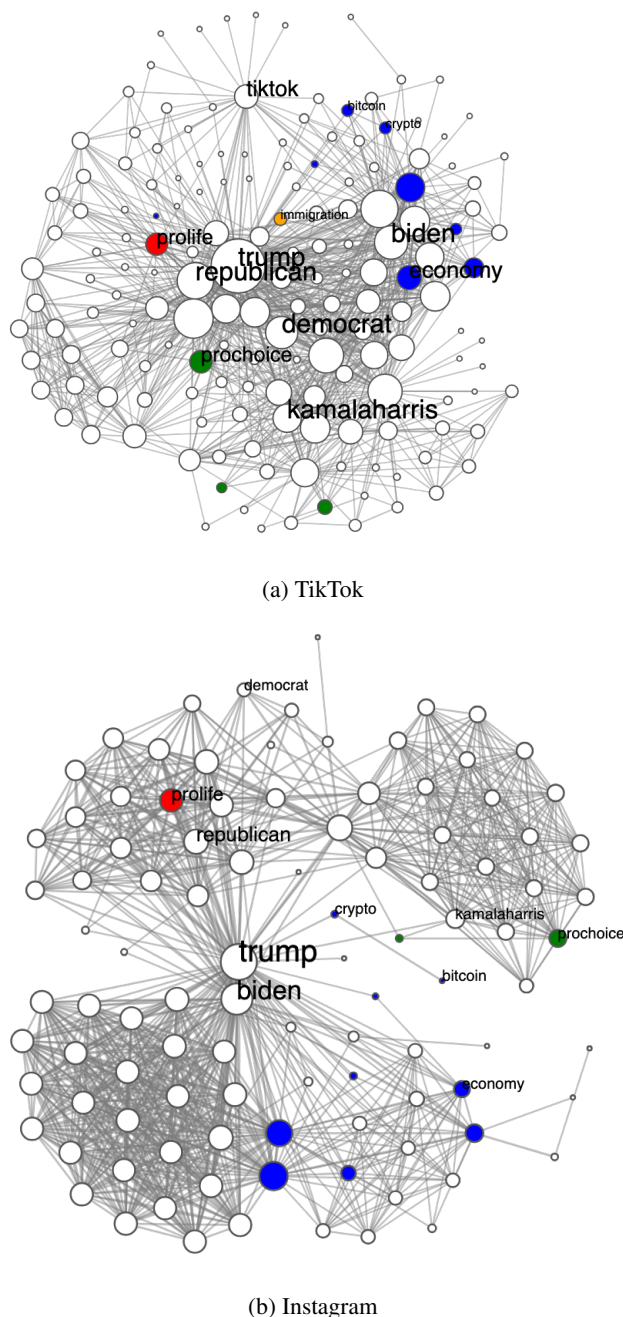 tiktok
bitcoin
crypto
immigration
prolife
biden
trump
republican
economy
democrat
prochoice
kamalaharris
(a) TikTok
democrat
prolife
republican
crypto
kamalaharris
prochoice
trump
bitcoin
biden
economy
(b) Instagram